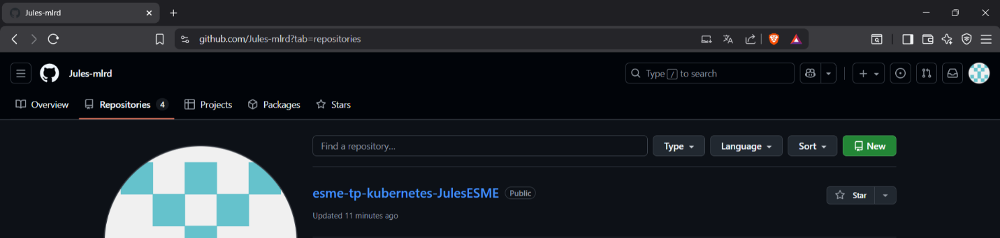 Jules-mlrd
github.com/Jules-mlrd?tab=repositories
Jules-mlrd
Type / to search
Overview Repositories 4 Projects Packages Stars
Find a repository... Type Language Sort New
esme-tp-kubernetes-JulesESME Public Star
Updated 11 minutes ago